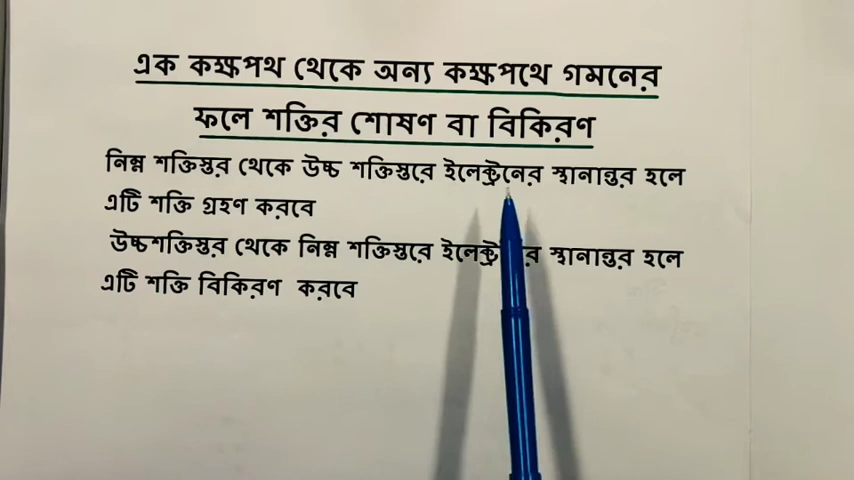 এক কক্ষপথ থেকে অন্য কক্ষপথে গমনের
ফলে শক্তির শোষণ বা বিকিরণ
নিম্ন শক্তিস্তর থেকে উচ্চ শক্তিস্তরে ইলেক্ট্রনের স্থানান্তর হলে
এটি শক্তি গ্রহণ করবে
উচ্চশক্তিস্তর থেকে নিম্ন শক্তিস্তরে স্থানান্তর হলে
এটি শক্তি বিকিরণ করবে